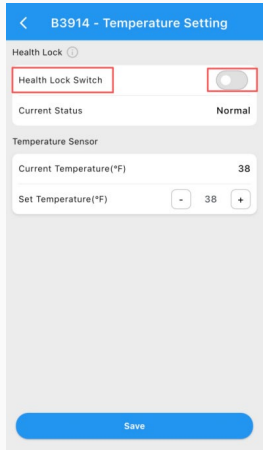 B3914 - Temperature Setting
Health Lock
Health Lock Switch
Current Status Normal
Temperature Sensor
Current Temperature(°F) 38
Set Temperature(°F) - 38 +
Save